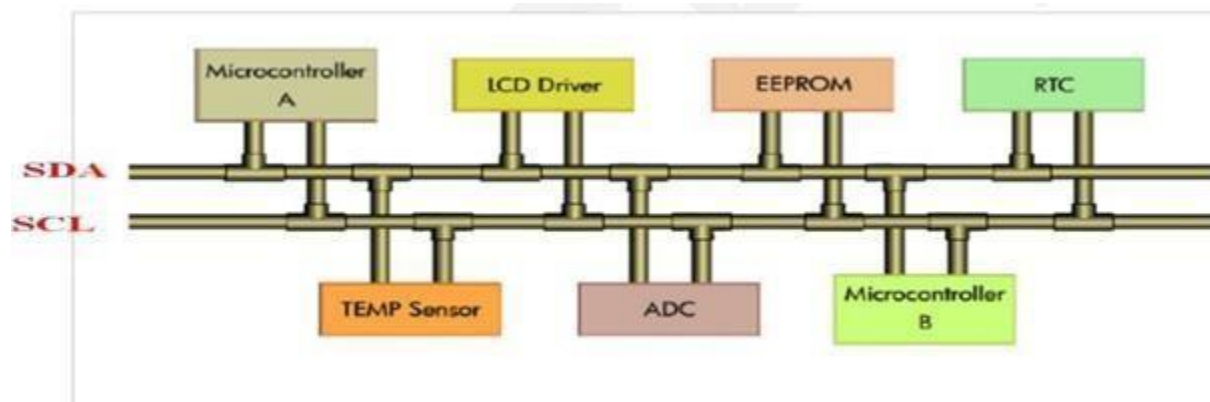 Microcontroller
A
LCD Driver
EEPROM
RTC
SDA
SCL
TEMP Sensor
ADC
Microcontroller
B